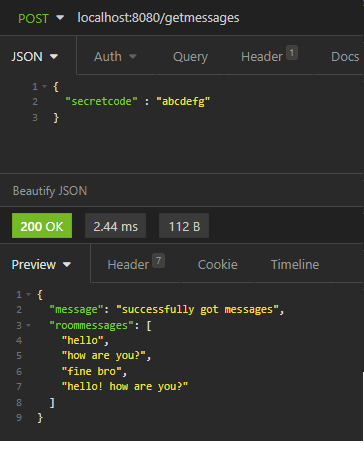 POST localhost:8080/getmessages
JSON Auth Query Header 1 Docs
1 {
2 "secretcode" : "abcdefg"
3 }
Beautify JSON
200 OK 2.44 ms 112 B
Preview Header 7 Cookie Timeline
1 {
2 "message": "successfully got messages",
3 "roommessages": [
4 "hello",
5 "how are you?",
6 "fine bro",
7 "hello! how are you?"
8 ]
9 }